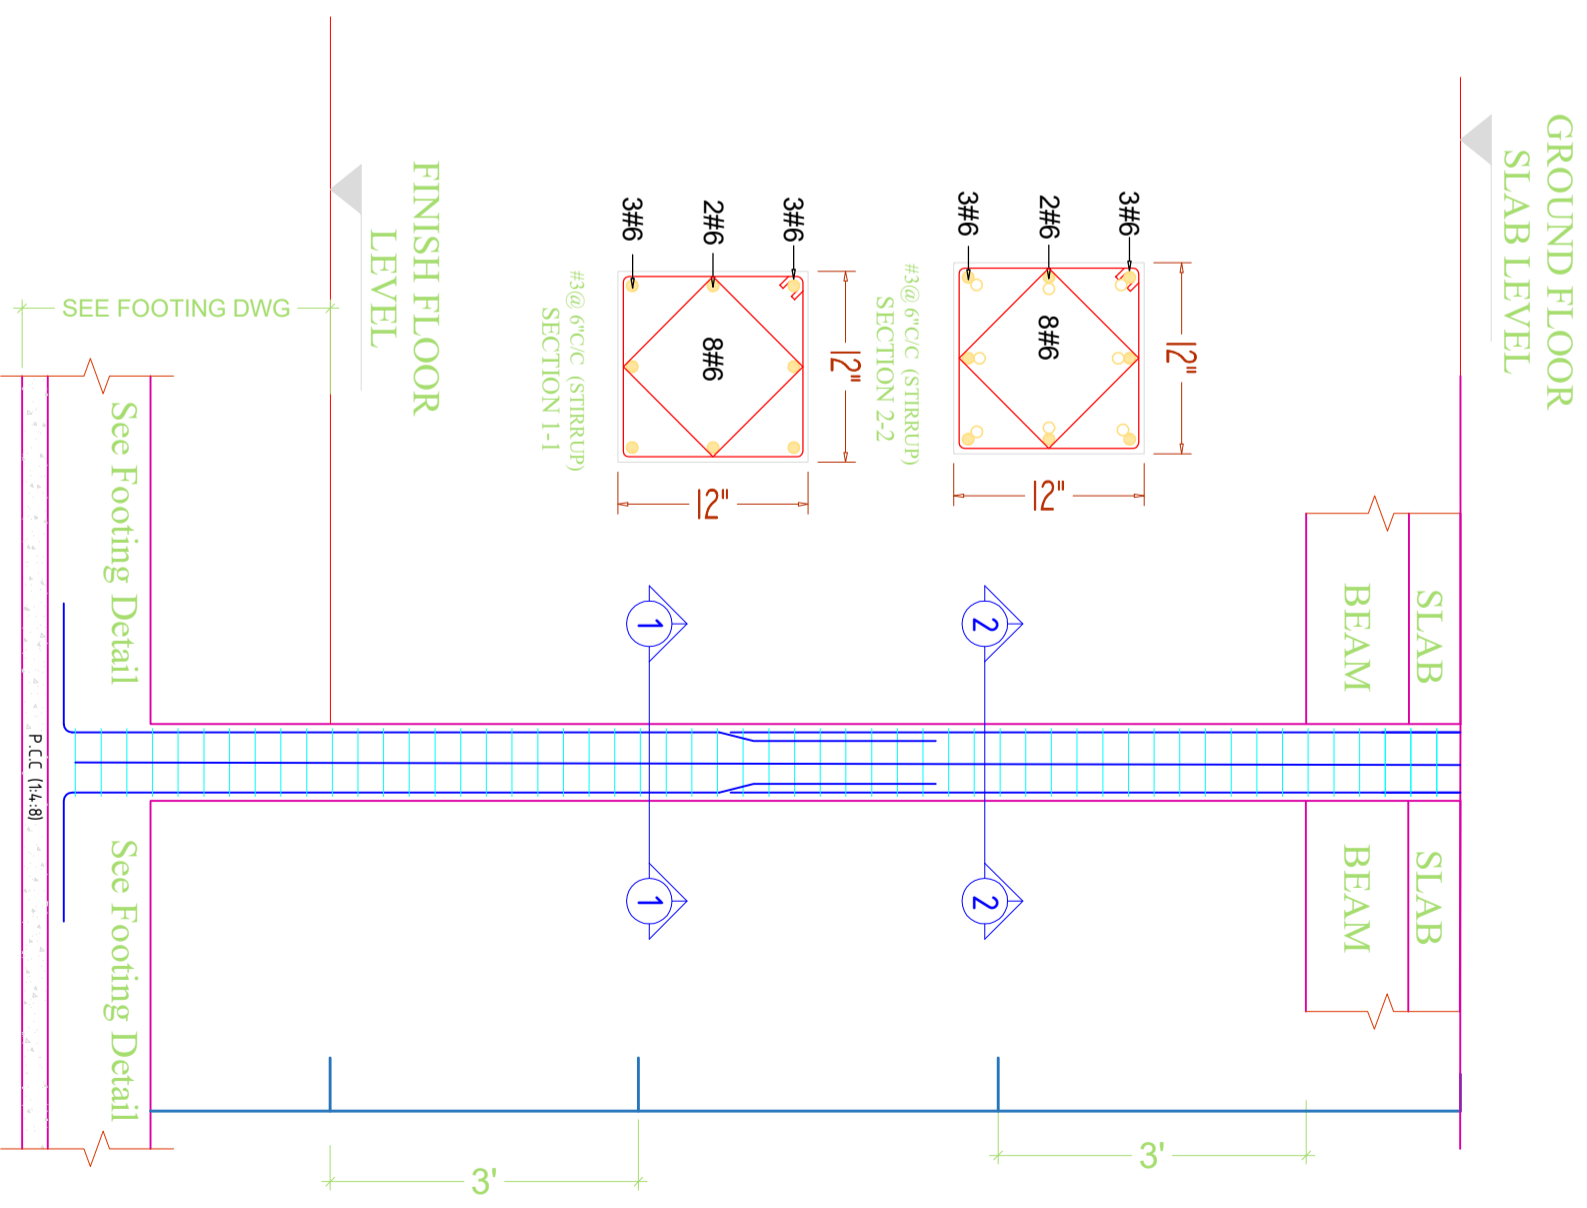 GROUND FLOOR
SLAB LEVEL
SLAB
BEAM
SLAB
BEAM
12"
12"
3#6
2#6
3#6
8#6
#3@ 6"C/C (STIRRUP)
SECTION 2-2
2
2
3'
12"
12"
3#6
2#6
3#6
8#6
#3@ 6"C/C (STIRRUP)
SECTION 1-1
1
1
3'
FINISH FLOOR
LEVEL
SEE FOOTING DWG
See Footing Detail
See Footing Detail
P.C.C (1:4:8)